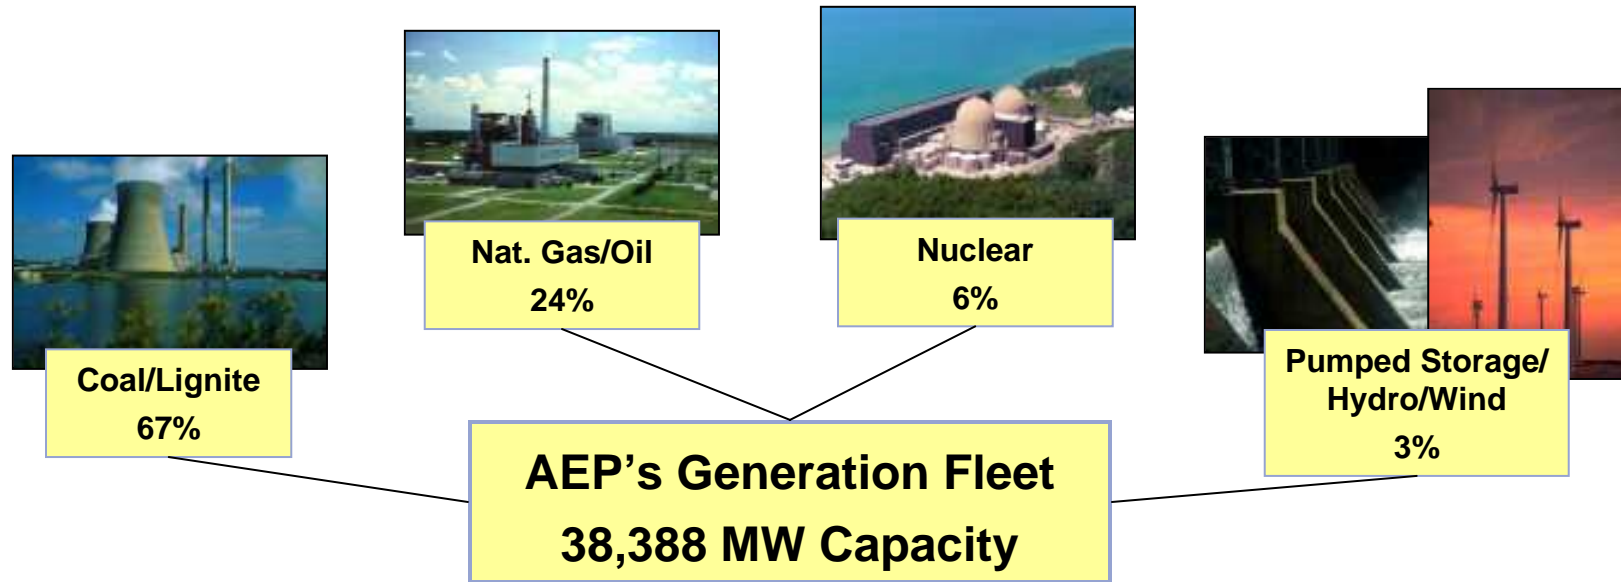 Nat. Gas/Oil
24%
Nuclear
6%
Coal/Lignite
67%
Pumped Storage/
Hydro/Wind
3%
AEP's Generation Fleet
38,388 MW Capacity